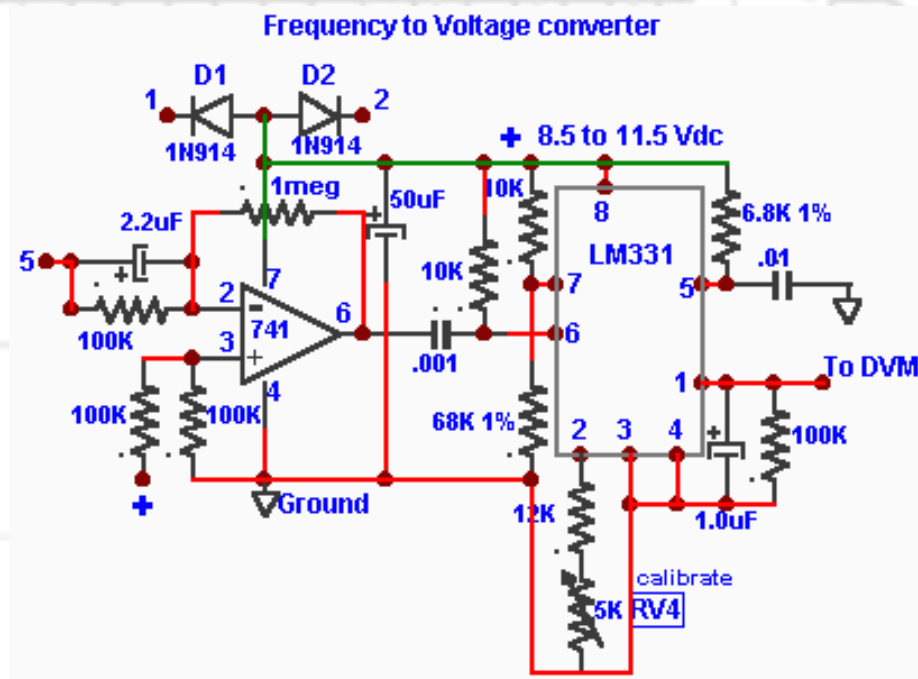 Frequency to Voltage converter
D1
D2
1
2
1N914
1N914
+ 8.5 to 11.5 Vdc
1meg
10K
50uF
+
8
6.8K 1%
2.2uF
LM331
.01
5
+
10K
7
5
7
2
-
6
6
100K
741
3
+
.001
1
To DVM
4
100K
100K
68K 1%
2
3
4
+
100K
+
Ground
12K
1.0uF
calibrate
5K RV4